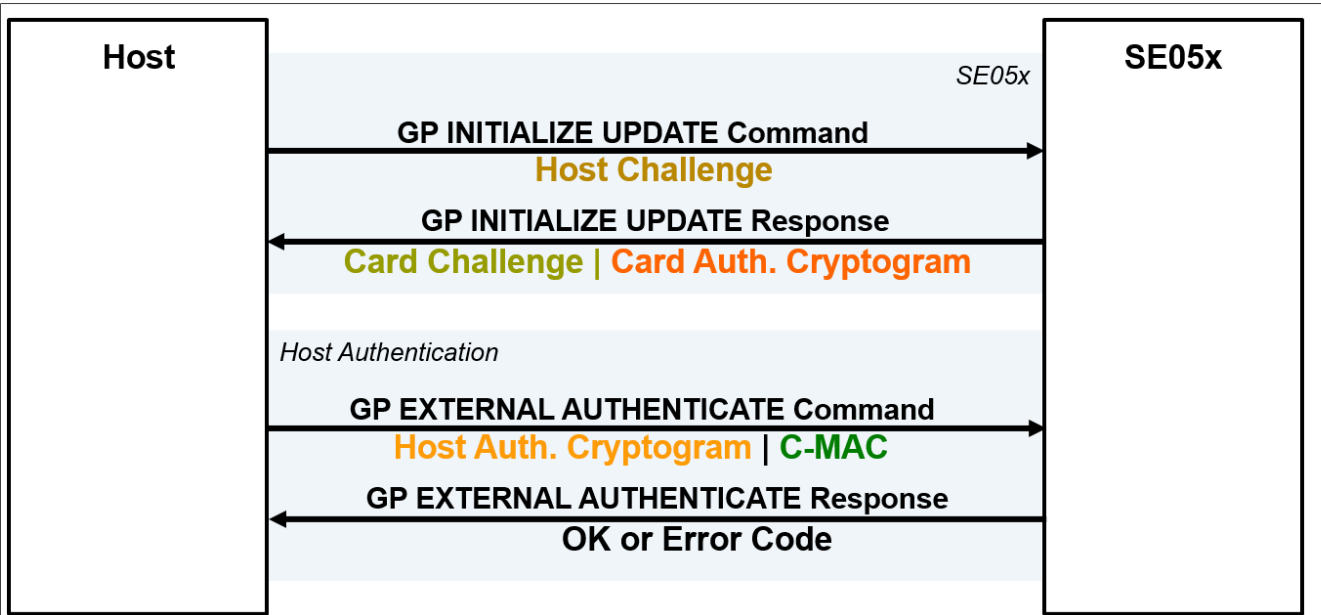 Host
SE05x
SE05x
GP INITIALIZE UPDATE Command
Host Challenge
GP INITIALIZE UPDATE Response
Card Challenge | Card Auth. Cryptogram
Host Authentication
GP EXTERNAL AUTHENTICATE Command
Host Auth. Cryptogram | C-MAC
GP EXTERNAL AUTHENTICATE Response
OK or Error Code